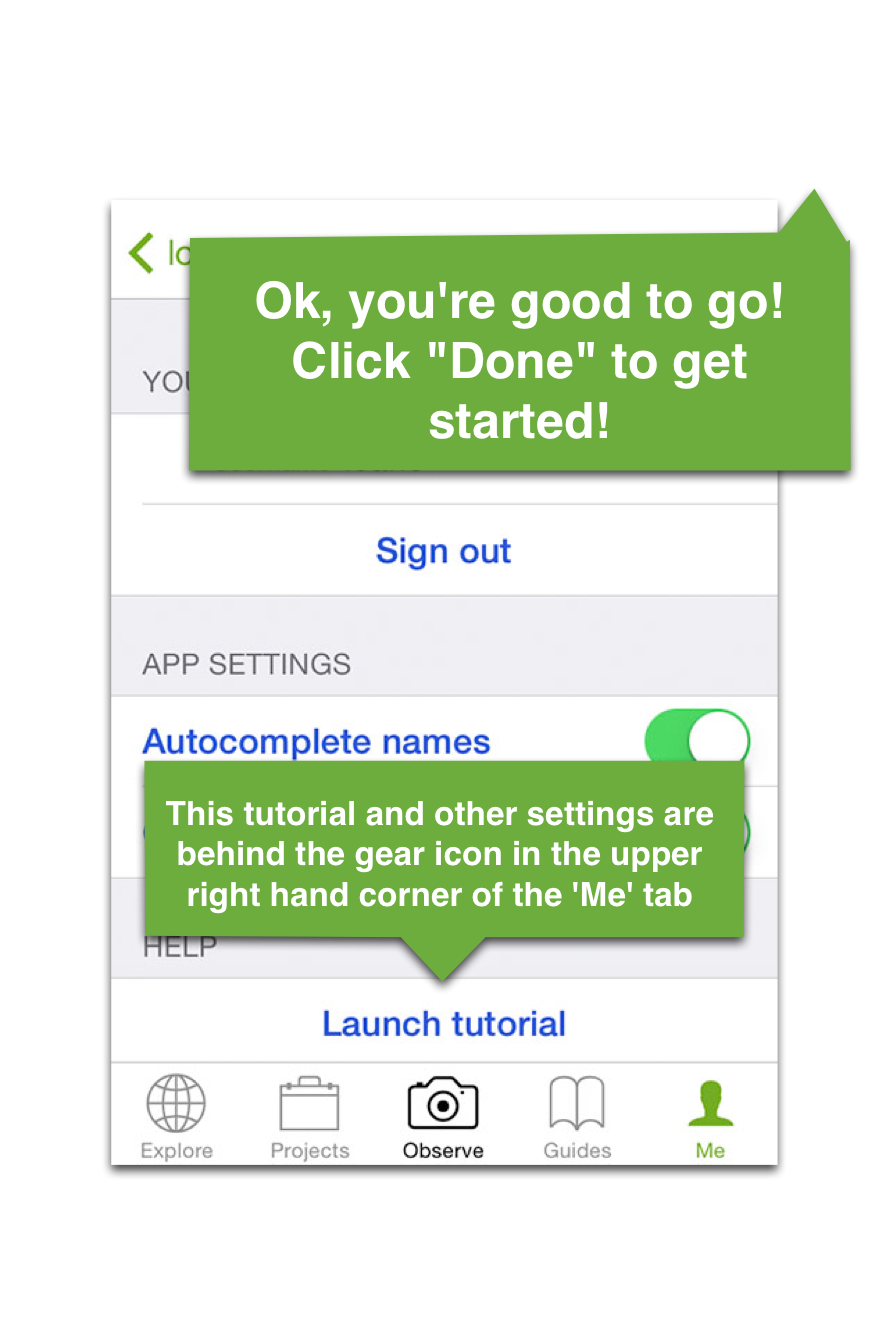 Ok, you're good to go!
Click "Done" to get
started!
Sign out
APP SETTINGS
Autocomplete names
This tutorial and other settings are
behind the gear icon in the upper
right hand corner of the 'Me' tab
HELP
Launch tutorial
Explore Projects Observe Guides Me